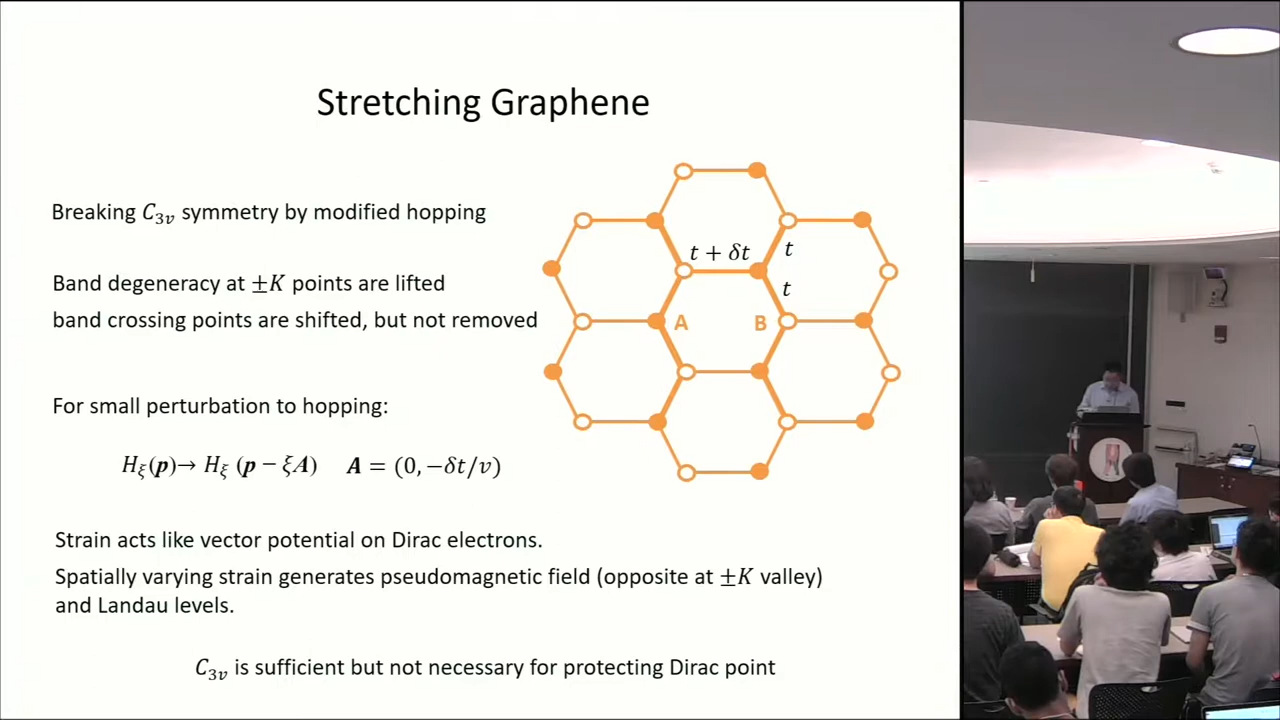 Stretching Graphene
Breaking C₃ᵥ symmetry by modified hopping
Band degeneracy at ±K points are lifted
band crossing points are shifted, but not removed
t + δt
t
t
A
B
For small perturbation to hopping:
H_ξ(p)→ H_ξ (p − ξA) A = (0, −δt/v)
Strain acts like vector potential on Dirac electrons.
Spatially varying strain generates pseudomagnetic field (opposite at ±K valley)
and Landau levels.
C₃ᵥ is sufficient but not necessary for protecting Dirac point